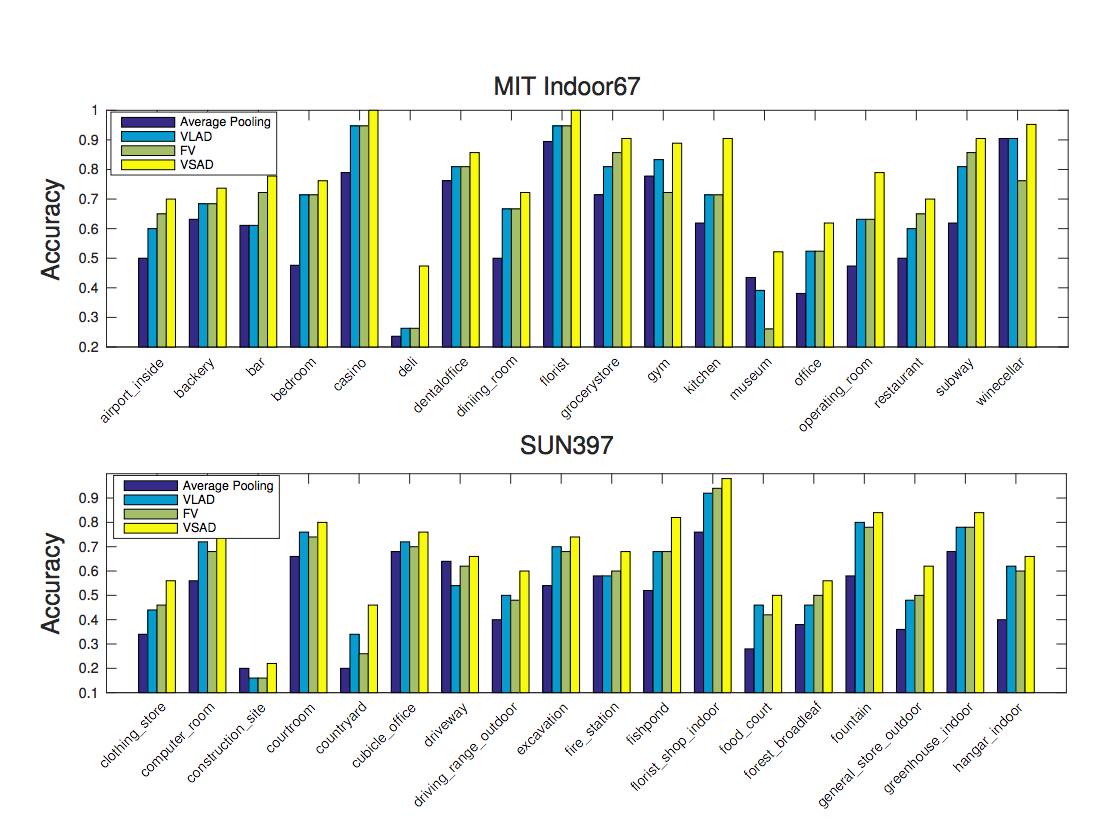 MIT Indoor67
Accuracy
1
0.9
0.8
0.7
0.6
0.5
0.4
0.3
0.2
Average Pooling
VLAD
FV
VSAD
airport_inside
backery
bar
bedroom
casino
deli
dentaloffice
diniing_room
florist
grocerystore
gym
kitchen
museum
office
operating_room
restaurant
subway
winecellar
SUN397
Accuracy
0.9
0.8
0.7
0.6
0.5
0.4
0.3
0.2
0.1
Average Pooling
VLAD
FV
VSAD
clothing_store
computer_room
construction_site
courtroom
countryard
cubicle_office
driveway
driving_range_outdoor
excavation
fire_station
fishpond
florist_shop_indoor
food_court
forest_broadleaf
fountain
general_store_outdoor
greenhouse_indoor
hangar_indoor